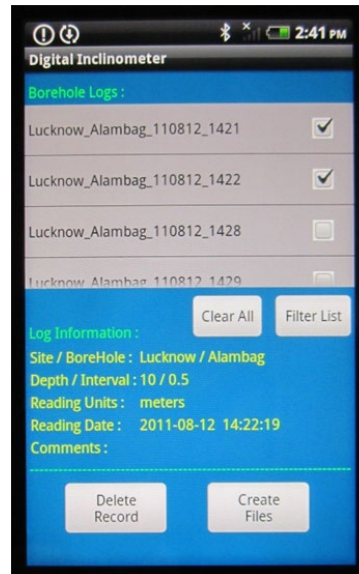 2:41 PM
Digital Inclinometer
Borehole Logs :
Lucknow_Alambag_110812_1421
Lucknow_Alambag_110812_1422
Lucknow_Alambag_110812_1428
Lucknow_Alambag_110812_1429
Clear All
Filter List
Log Information :
Site / BoreHole : Lucknow / Alambag
Depth / Interval : 10 / 0.5
Reading Units : meters
Reading Date : 2011-08-12 14:22:19
Comments :
Delete
Record
Create
Files